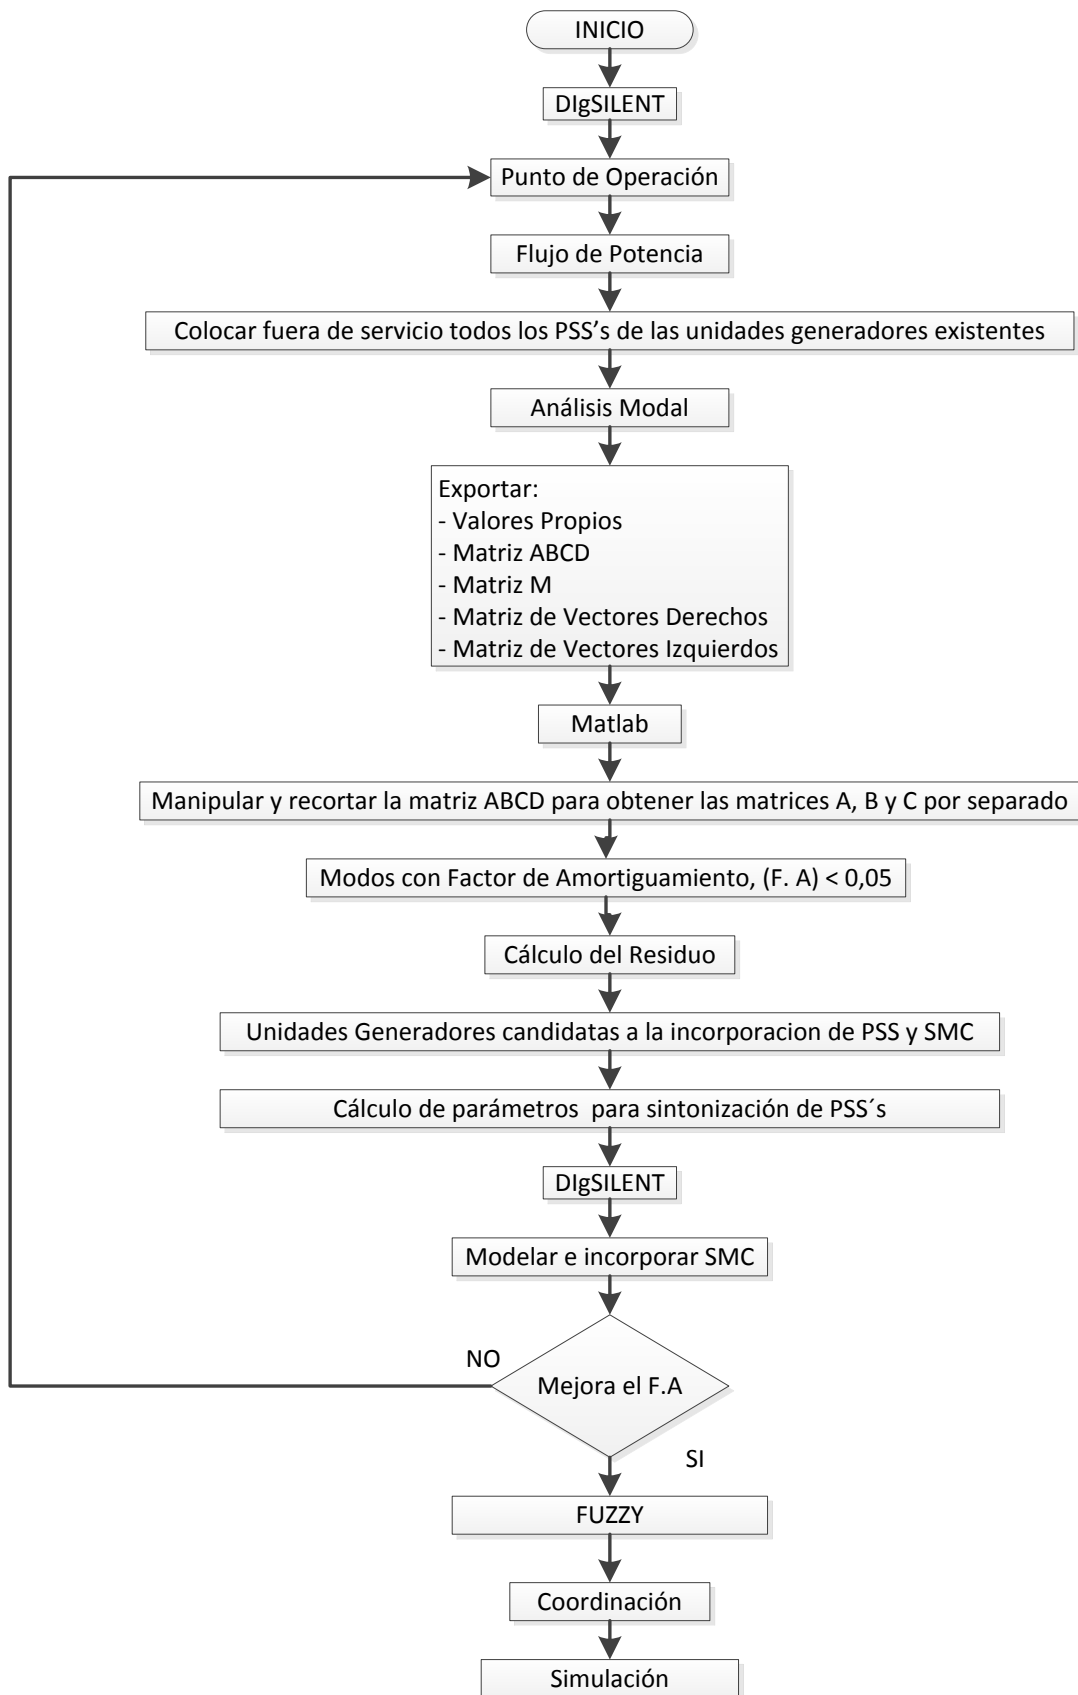 INICIO
DIgSILENT
Punto de Operación
Flujo de Potencia
Colocar fuera de servicio todos los PSS's de las unidades generadores existentes
Análisis Modal
Exportar:
- Valores Propios
- Matriz ABCD
- Matriz M
- Matriz de Vectores Derechos
- Matriz de Vectores Izquierdos
Matlab
Manipular y recortar la matriz ABCD para obtener las matrices A, B y C por separado
Modos con Factor de Amortiguamiento, (F. A) < 0,05
Cálculo del Residuo
Unidades Generadores candidatas a la incorporacion de PSS y SMC
Cálculo de parámetros para sintonización de PSS´s
DIgSILENT
Modelar e incorporar SMC
NO
Mejora el F.A
SI
FUZZY
Coordinación
Simulación